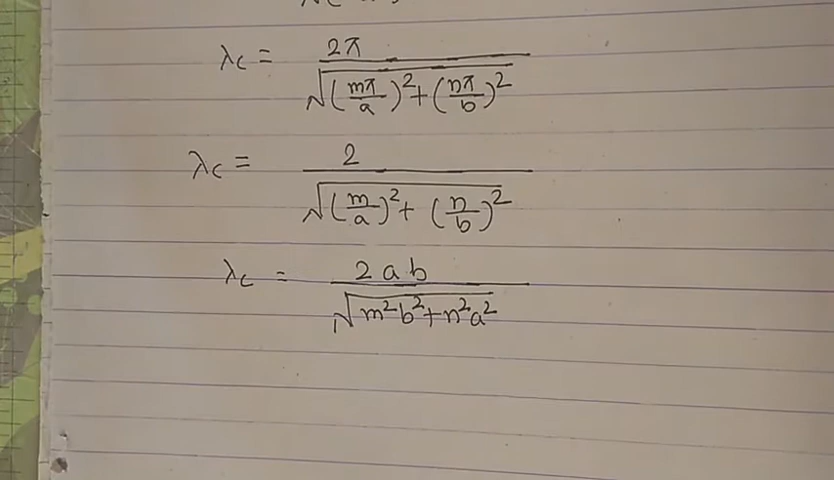 λc = 2π / √((mπ/a)² + (nπ/b)²)
λc = 2 / √((m/a)² + (n/b)²)
λc = 2ab / √(m²b² + n²a²)